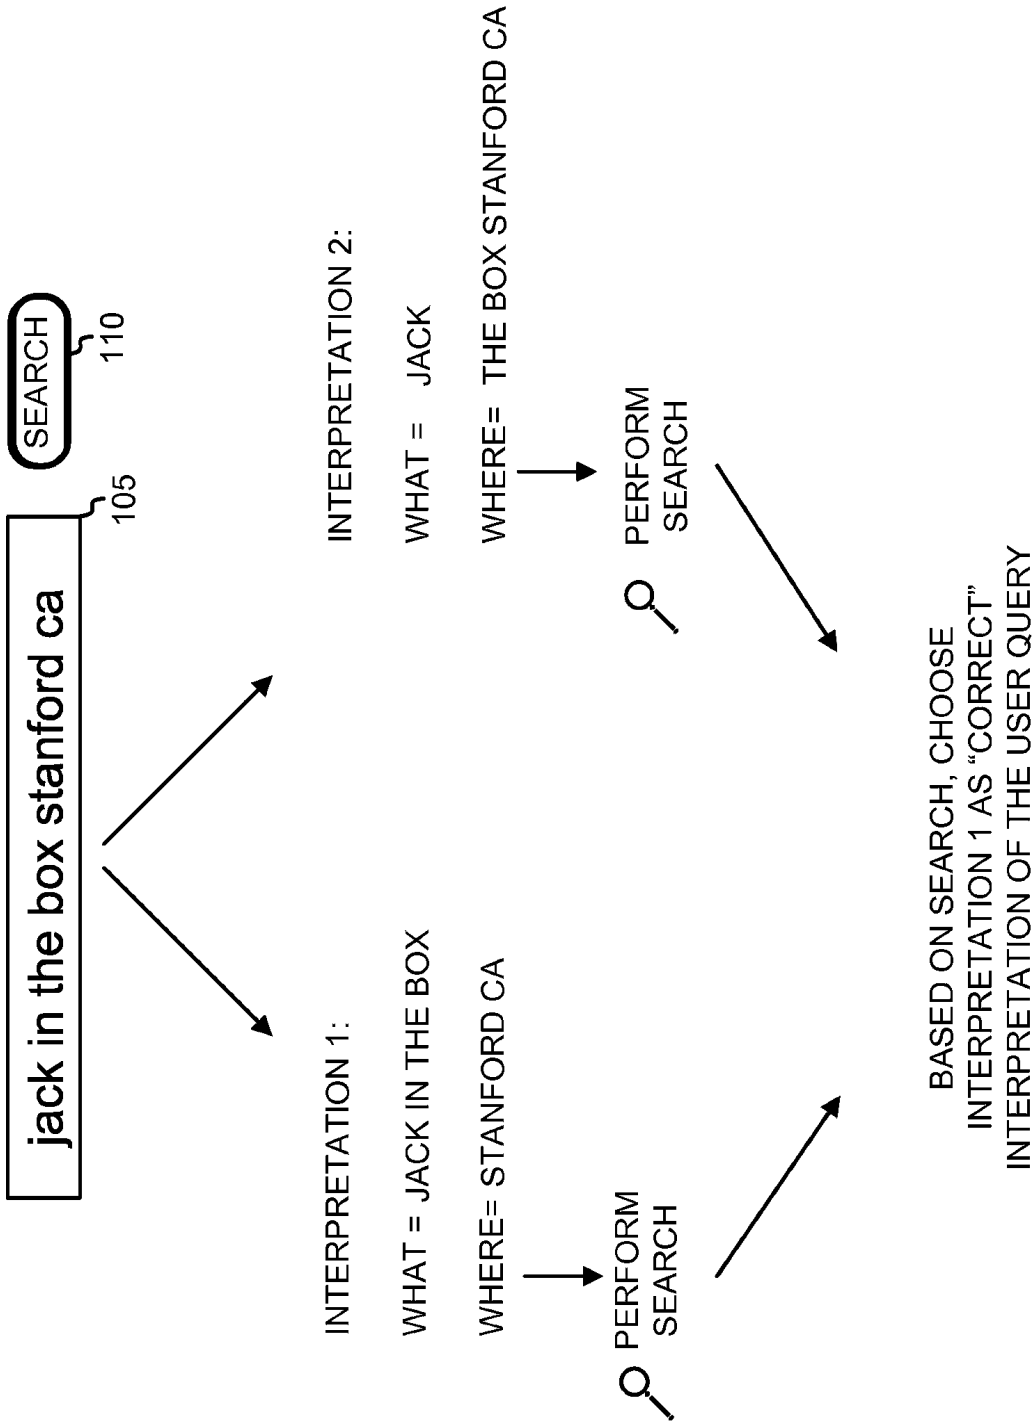 jack in the box stanford ca
SEARCH
105
110
INTERPRETATION 1:
WHAT = JACK IN THE BOX
WHERE= STANFORD CA
PERFORM
SEARCH
INTERPRETATION 2:
WHAT = JACK
WHERE= THE BOX STANFORD CA
PERFORM
SEARCH
BASED ON SEARCH, CHOOSE
INTERPRETATION 1 AS “CORRECT”
INTERPRETATION OF THE USER QUERY